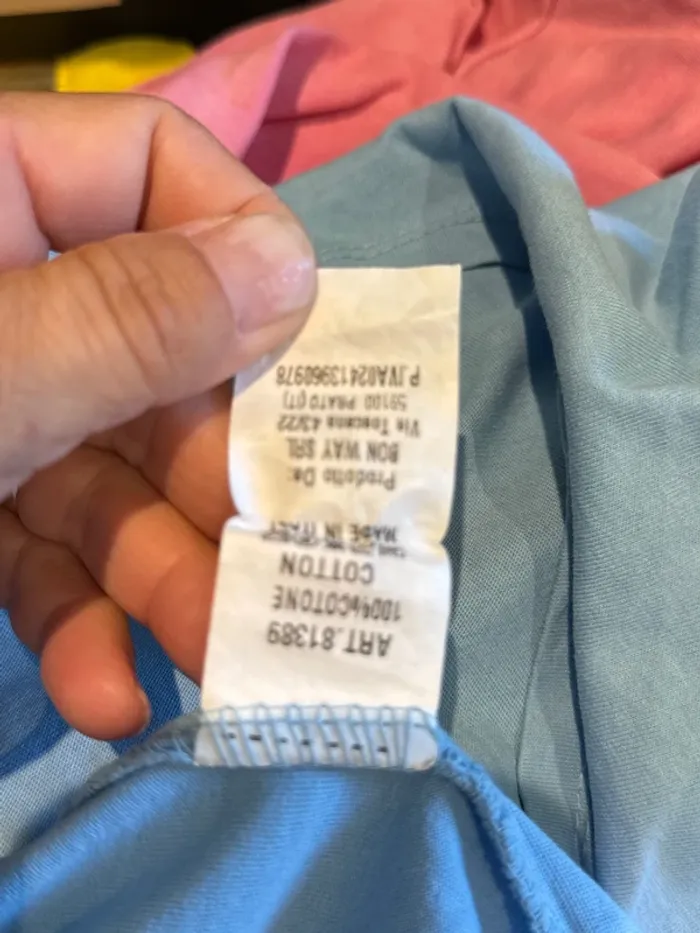 ART.81389
100%COTONE
COTTON
MADE IN ITALY
Prodotto Da:
BON WAY SRL
Via Toscana 43/22
59100 PRATO (IT)
P.IVA02413960978